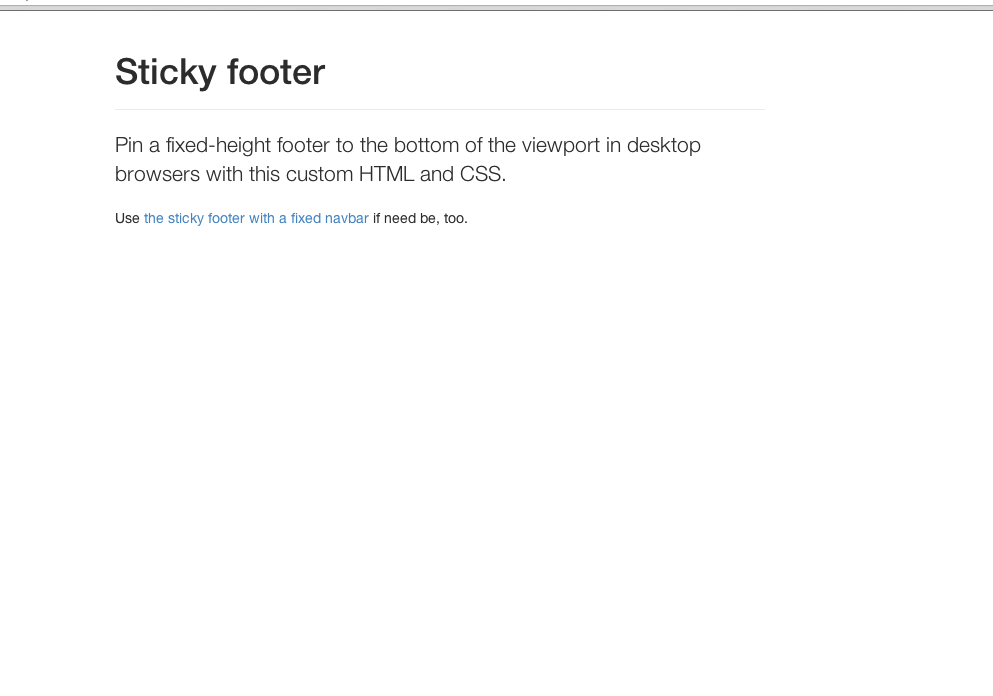 Sticky footer
Pin a fixed-height footer to the bottom of the viewport in desktop
browsers with this custom HTML and CSS.
Use the sticky footer with a fixed navbar if need be, too.